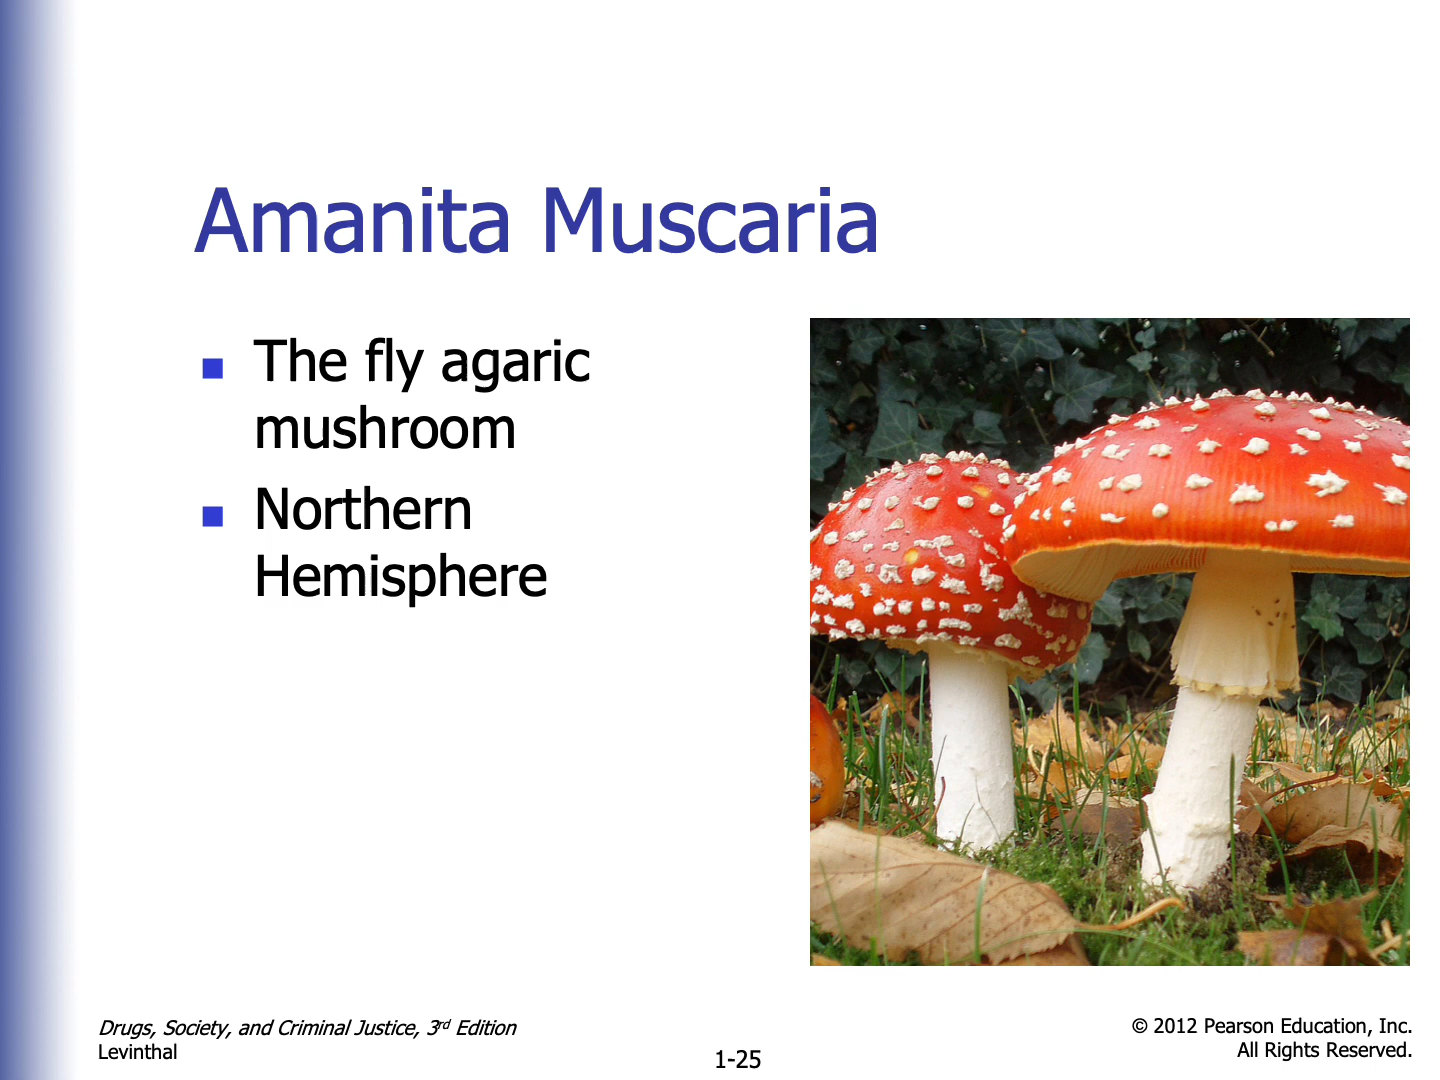 Amanita Muscaria
The fly agaric
mushroom
Northern
Hemisphere
Drugs, Society, and Criminal Justice, 3rd Edition
Levinthal
1-25
© 2012 Pearson Education, Inc.
All Rights Reserved.